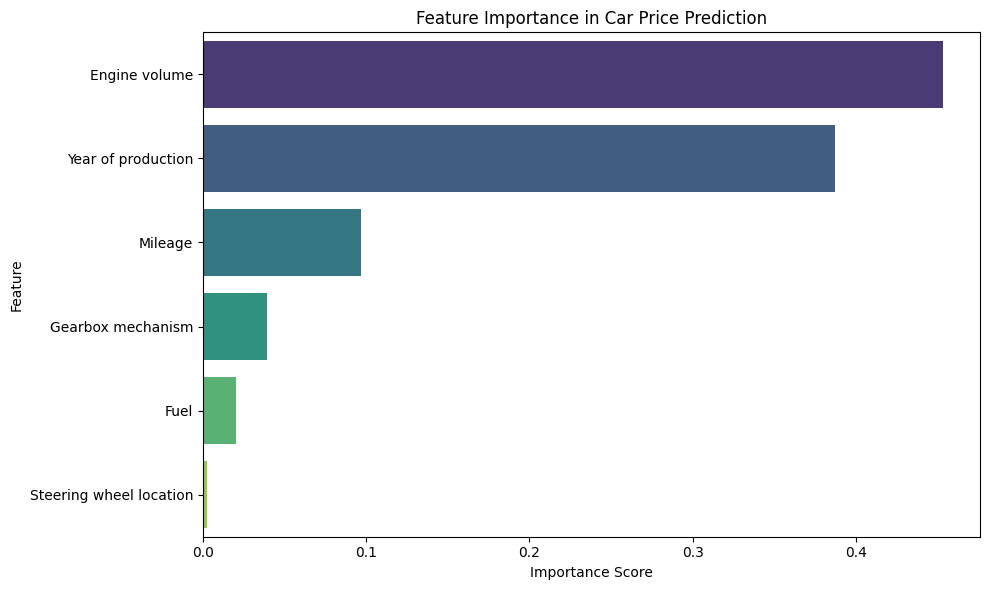 Feature Importance in Car Price Prediction
Feature
Engine volume
Year of production
Mileage
Gearbox mechanism
Fuel
Steering wheel location
0.0 0.1 0.2 0.3 0.4
Importance Score